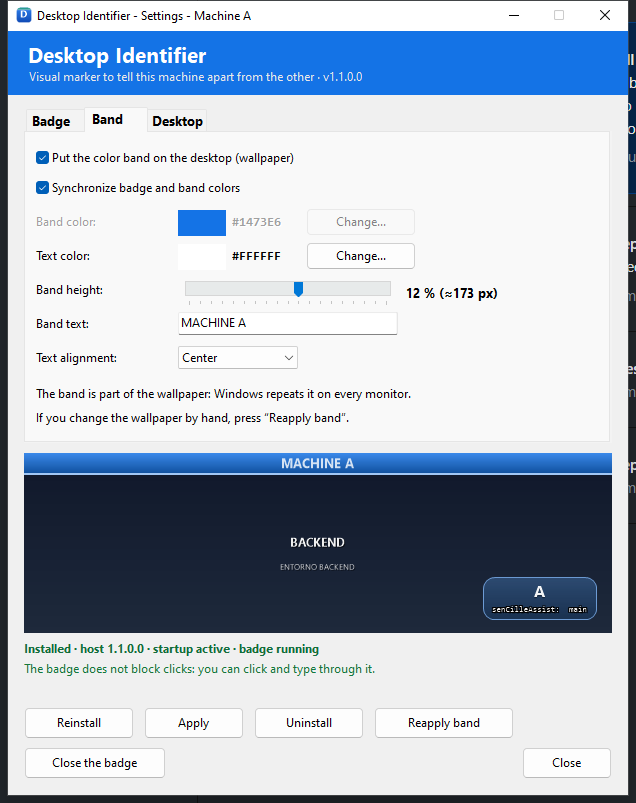 D Desktop Identifier - Settings - Machine A
Desktop Identifier
Visual marker to tell this machine apart from the other · v1.1.0.0
Badge Band Desktop
Put the color band on the desktop (wallpaper)
Synchronize badge and band colors
Band color: #1473E6 Change...
Text color: #FFFFFF Change...
Band height: 12 % (≈173 px)
Band text: MACHINE A
Text alignment: Center
The band is part of the wallpaper: Windows repeats it on every monitor.
If you change the wallpaper by hand, press “Reapply band”.
MACHINE A
BACKEND
ENTORNO BACKEND
A
senCilleAssist: main
Installed · host 1.1.0.0 · startup active · badge running
The badge does not block clicks: you can click and type through it.
Reinstall Apply Uninstall Reapply band
Close the badge Close